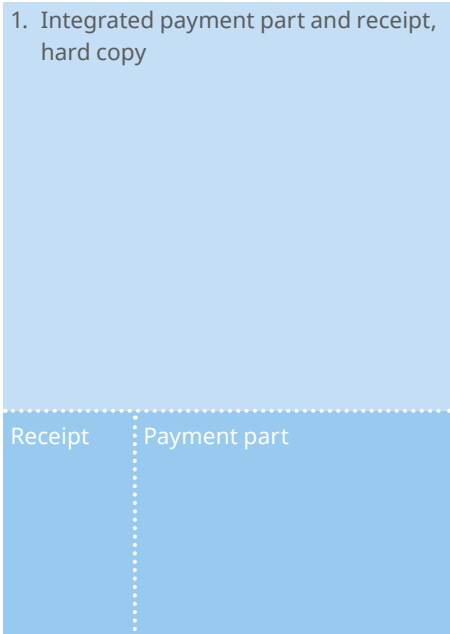 1. Integrated payment part and receipt,
hard copy
Receipt
Payment part